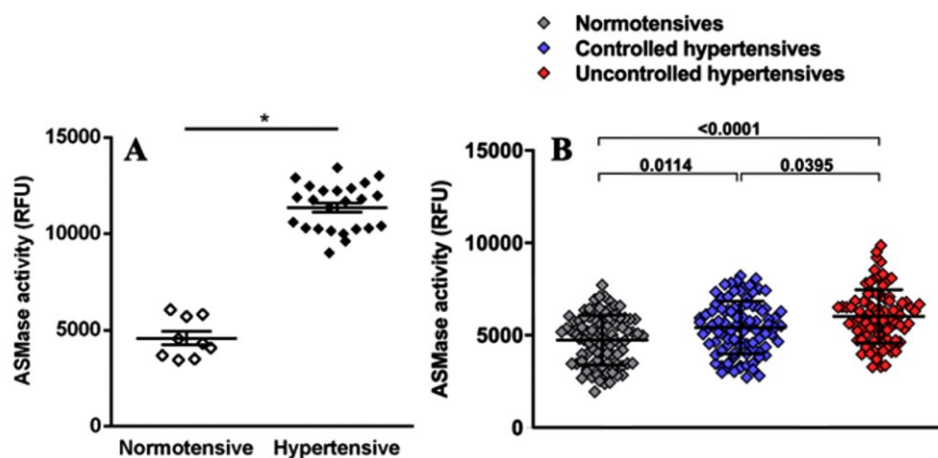 Normotensives
Controlled hypertensives
Uncontrolled hypertensives
A
*
ASMase activity (RFU)
15000
10000
5000
0
Normotensive
Hypertensive
B
<0.0001
0.0114
0.0395
ASMase activity (RFU)
15000
10000
5000
0